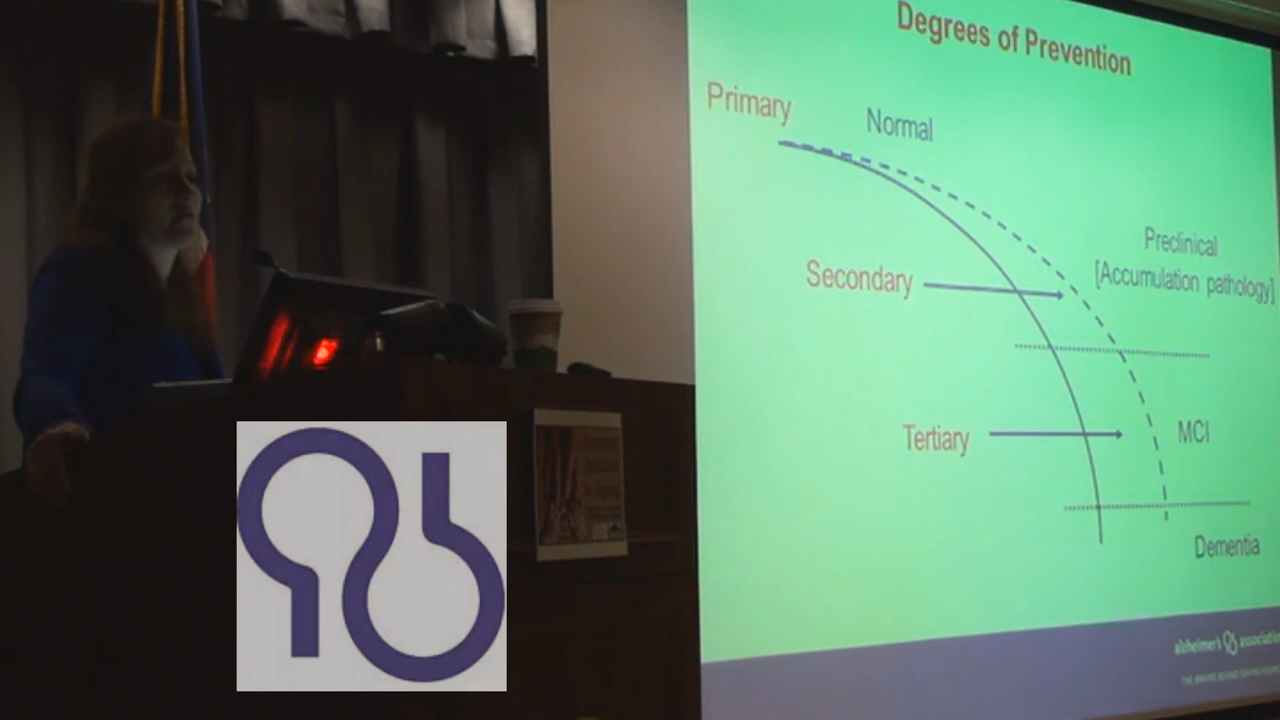 Degrees of Prevention
Primary
Normal
Preclinical
[Accumulation pathology]
Secondary
Tertiary
MCI
Dementia
alzheimer's association